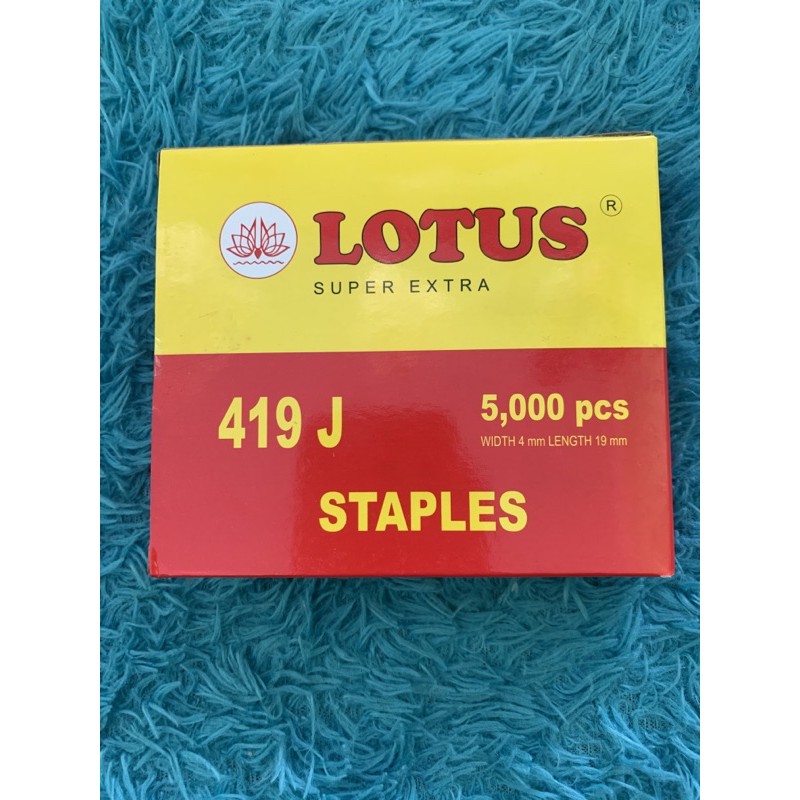 LOTUS ®
SUPER EXTRA
419 J
5,000 pcs
WIDTH 4 mm LENGTH 19 mm
STAPLES